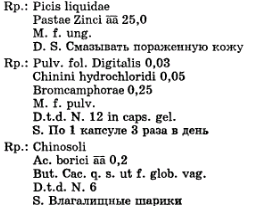 Rp.: Picis liquidae
Pastae Zinci āā 25,0
M. f. ung.
D. S. Смазывать пораженную кожу
Rp.: Pulv. fol. Digitalis 0,03
Chinini hydrochloridi 0,05
Bromcamphorae 0,25
M. f. pulv.
D.t.d. N. 12 in caps. gel.
S. По 1 капсуле 3 раза в день
Rp.: Chinosoli
Ac. borici āā 0,2
But. Cac. q. s. ut f. glob. vag.
D.t.d. N. 6
S. Влагалищные шарики